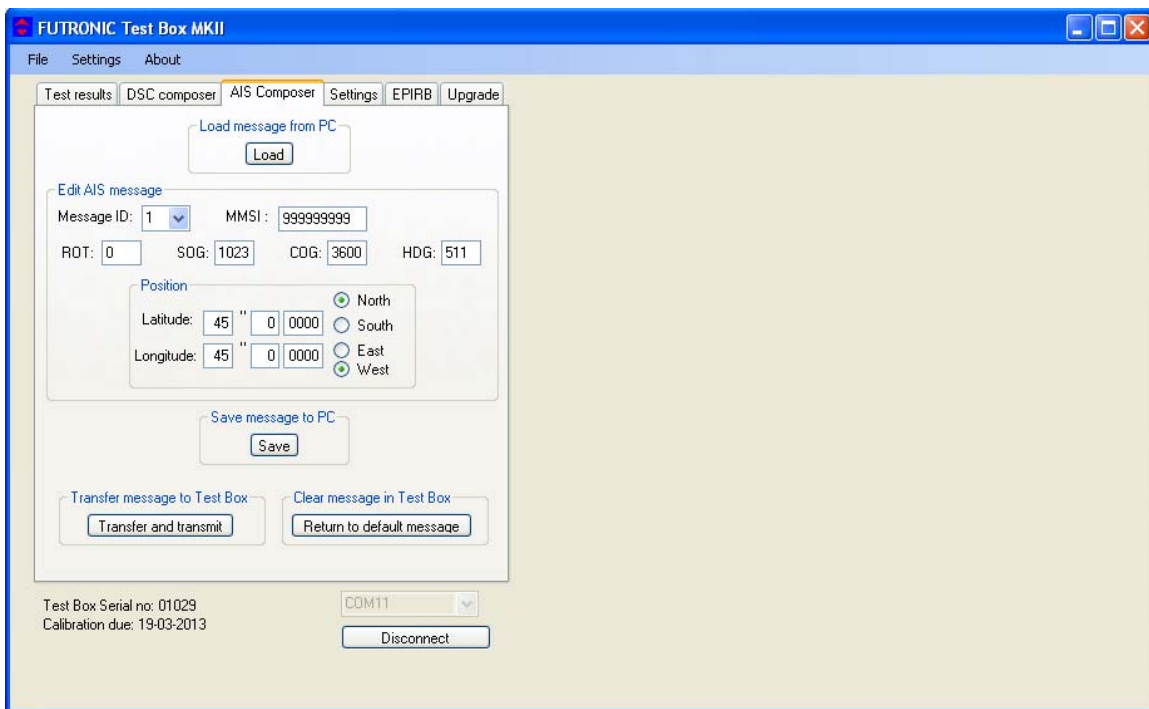 FUTRONIC Test Box MKII
File Settings About
Test results DSC composer AIS Composer Settings EPIRB Upgrade
Load message from PC
Load
Edit AIS message
Message ID: 1 MMSI : 999999999
ROT: 0 SOG: 1023 COG: 3600 HDG: 511
Position
North
Latitude: 45 " 0 0000
South
East
Longitude: 45 " 0 0000
West
Save message to PC
Save
Transfer message to Test Box Clear message in Test Box
Transfer and transmit Return to default message
Test Box Serial no: 01029 COM11
Calibration due: 19-03-2013
Disconnect